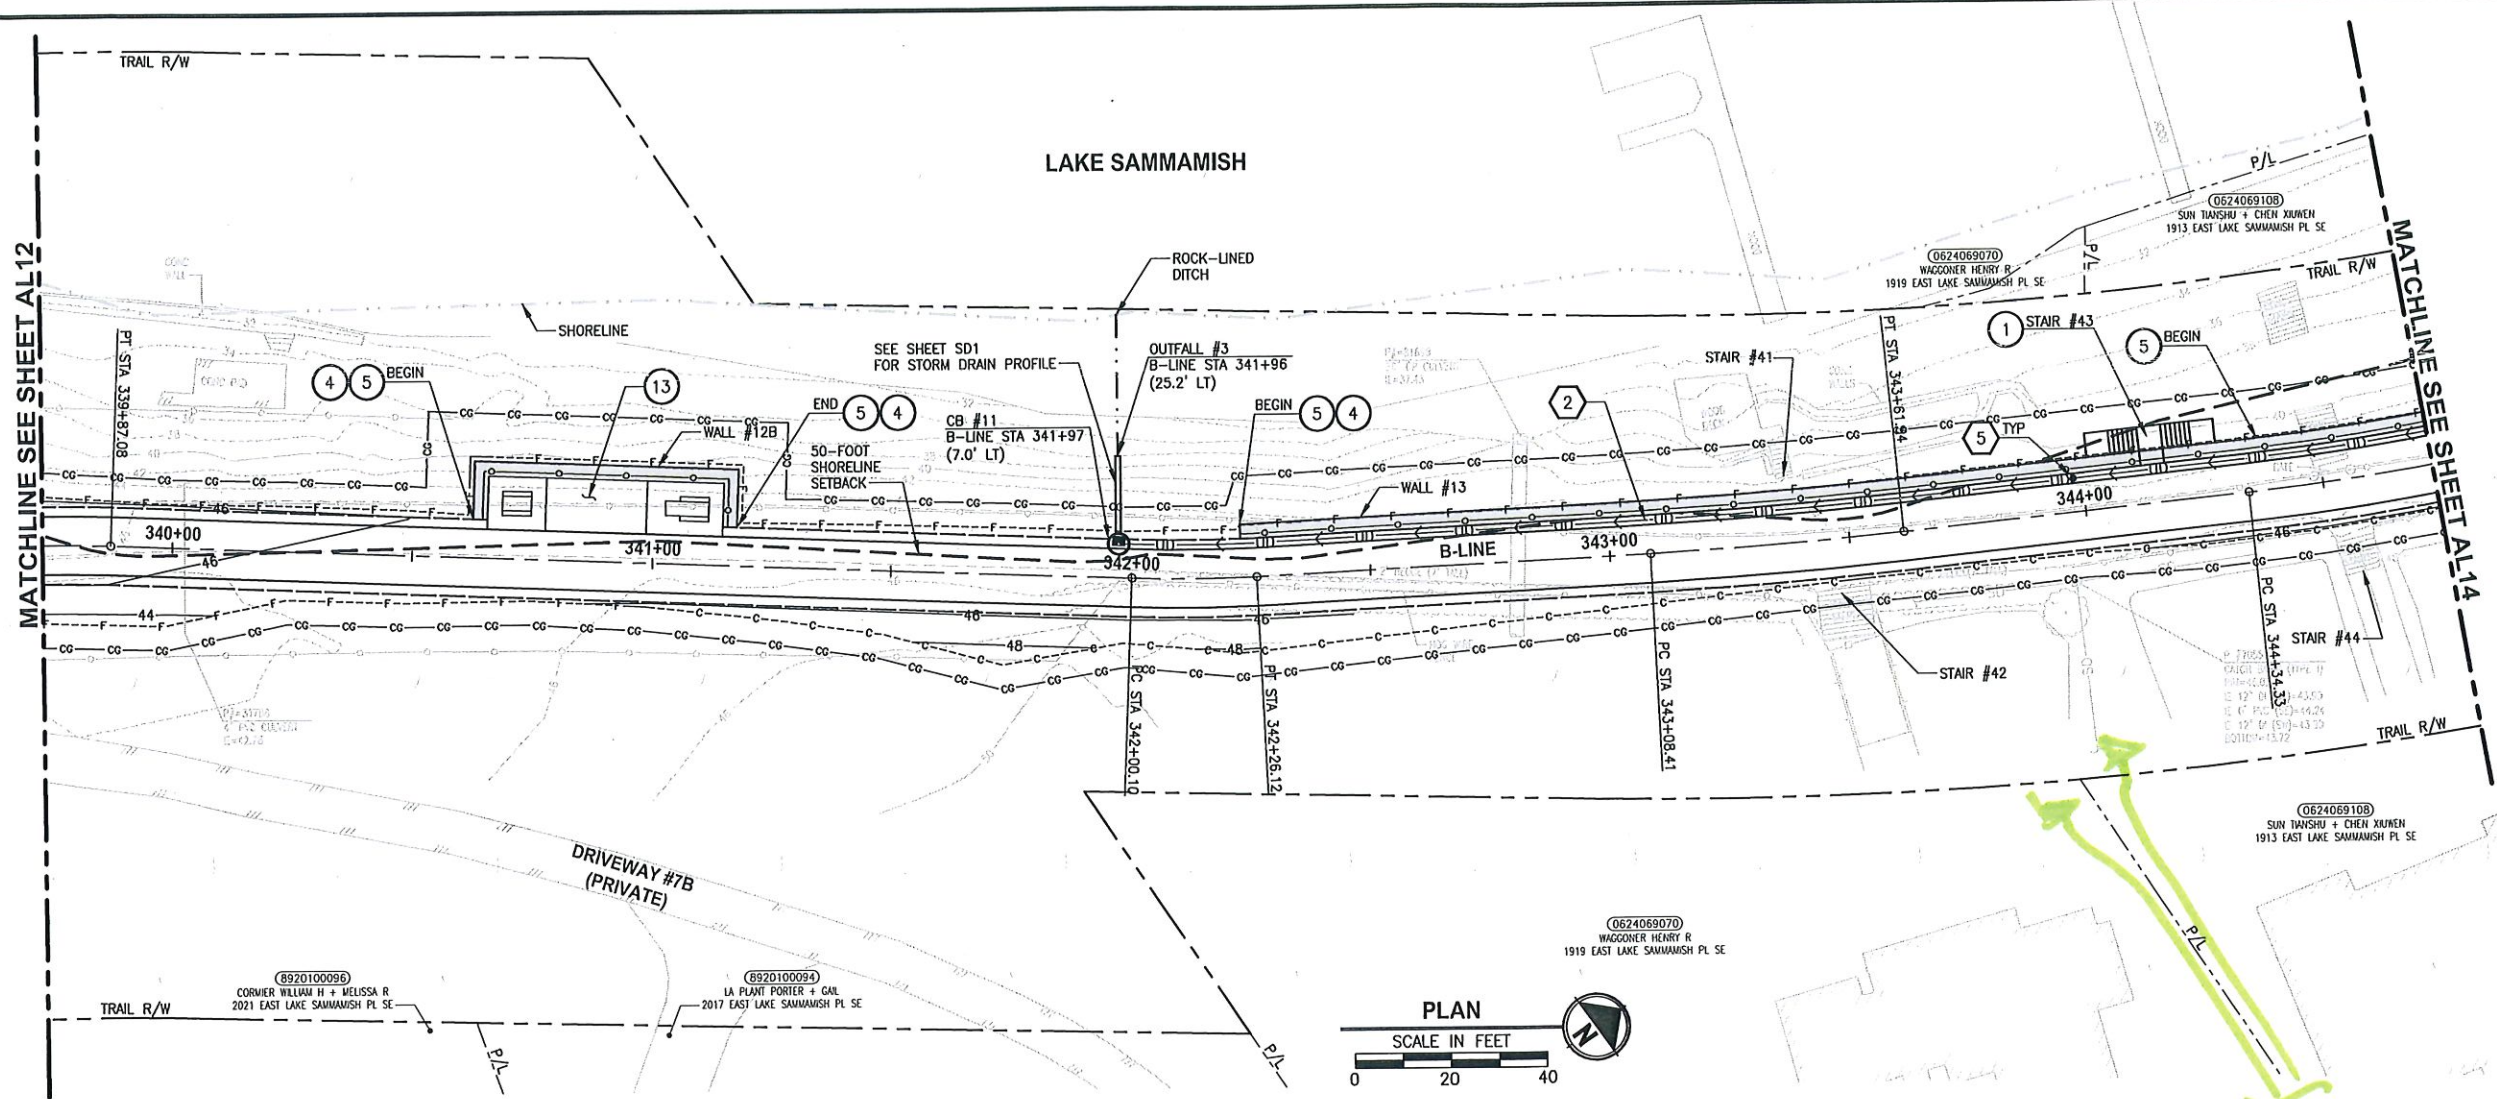 TRAIL R/W
LAKE SAMMAMISH
P/L
0624069108
SUN TIANSHU + CHEN XIUWEN
1913 EAST LAKE SAMMAMISH PL SE
0624069070
WAGGONER HENRY R
1919 EAST LAKE SAMMAMISH PL SE
P/L
TRAIL R/W
MATCHLINE SEE SHEET AL12
MATCHLINE SEE SHEET AL14
ROCK-LINED
DITCH
SHORELINE
PT STA 339+87.08
4 5 BEGIN
13
WALL #12B
END 5 4
50-FOOT
SHORELINE
SETBACK
SEE SHEET SD1
FOR STORM DRAIN PROFILE
OUTFALL #3
B-LINE STA 341+96
(25.2' LT)
CB #11
B-LINE STA 341+97
(7.0' LT)
BEGIN 5 4
WALL #13
2
STAIR #41
PT STA 343+61.94
1 STAIR #43
5 BEGIN
5 TYP
340+00
341+00
342+00
B-LINE
343+00
344+00
46
46
44
46
48
48
46
46
PC STA 342+00.10
PT STA 342+26.12
PC STA 343+08.41
PC STA 344+34.33
STAIR #42
STAIR #44
TRAIL R/W
DRIVEWAY #7B
(PRIVATE)
0624069108
SUN TIANSHU + CHEN XIUWEN
1913 EAST LAKE SAMMAMISH PL SE
0624069070
WAGGONER HENRY R
1919 EAST LAKE SAMMAMISH PL SE
P/L
8920100096
CORMIER WILLIAM H + MELISSA R
2021 EAST LAKE SAMMAMISH PL SE
8920100094
LA PLANT PORTER + GAIL
2017 EAST LAKE SAMMAMISH PL SE
TRAIL R/W
P/L
P/L
PLAN
N
SCALE IN FEET
0 20 40